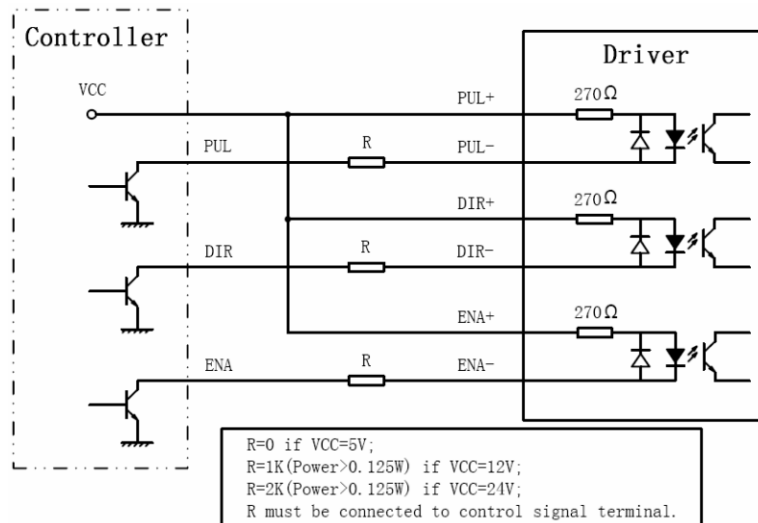 Controller
Driver
VCC
PUL+
270Ω
PUL
R
PUL-
DIR+
270Ω
DIR
R
DIR-
ENA+
270Ω
ENA
R
ENA-
R=0 if VCC=5V;
R=1K(Power>0.125W) if VCC=12V;
R=2K(Power>0.125W) if VCC=24V;
R must be connected to control signal terminal.